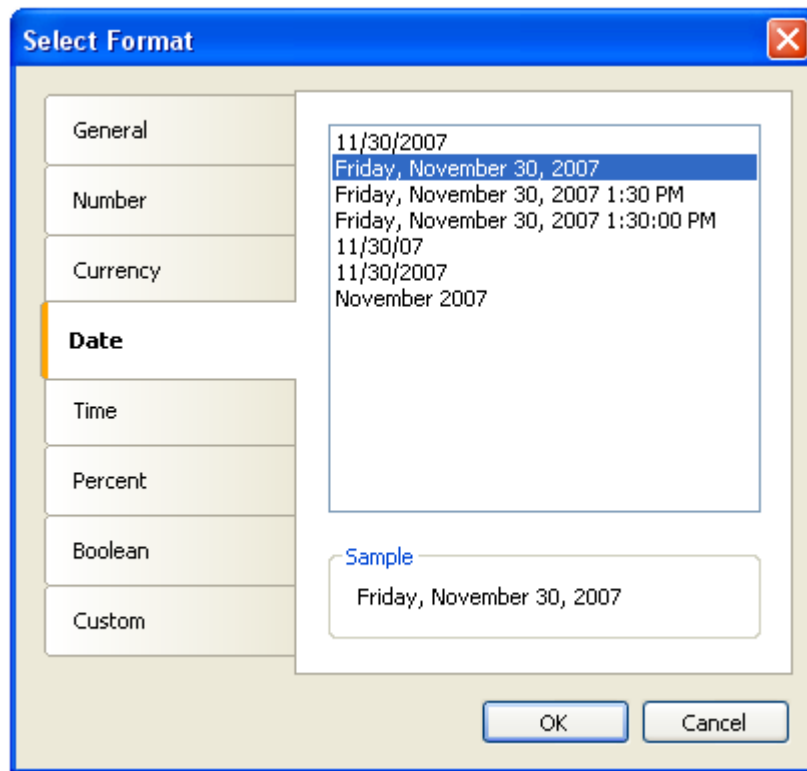 Select Format
General
Number
Currency
Date
Time
Percent
Boolean
Custom
11/30/2007
Friday, November 30, 2007
Friday, November 30, 2007 1:30 PM
Friday, November 30, 2007 1:30:00 PM
11/30/07
11/30/2007
November 2007
Sample
Friday, November 30, 2007
OK
Cancel